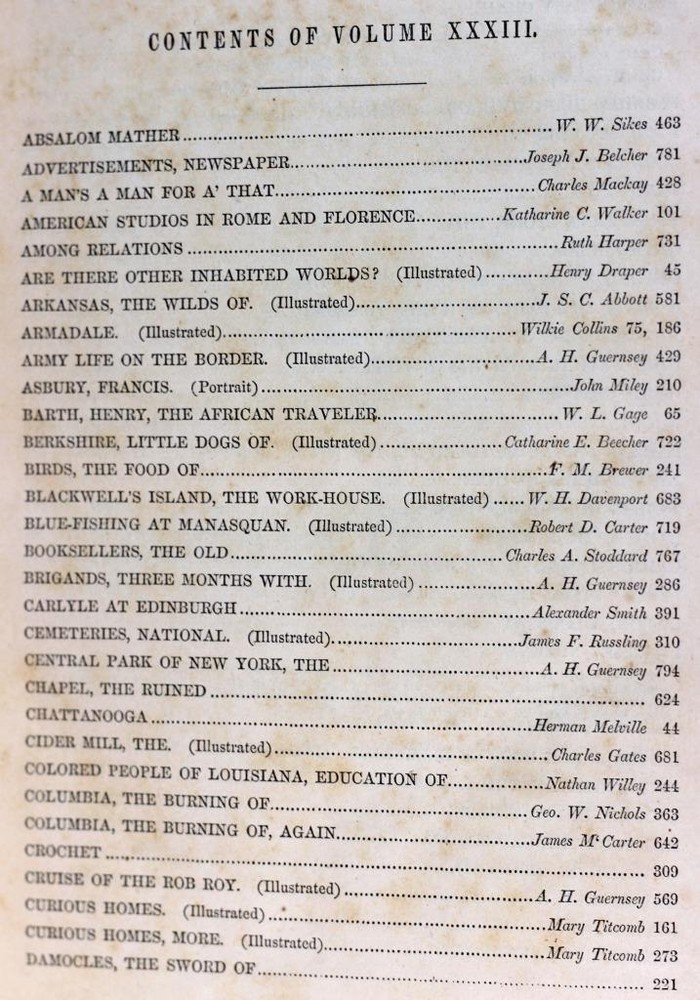 CONTENTS OF VOLUME XXXIII.
ABSALOM MATHER........................ W. W. Sikes 463
ADVERTISEMENTS, NEWSPAPER........................ Joseph J. Belcher 781
A MAN'S A MAN FOR A' THAT........................ Charles Mackay 428
AMERICAN STUDIOS IN ROME AND FLORENCE............ Katharine C. Walker 101
AMONG RELATIONS........................ Ruth Harper 731
ARE THERE OTHER INHABITED WORLDS? (Illustrated)............ Henry Draper 45
ARKANSAS, THE WILDS OF. (Illustrated)............ J. S. C. Abbott 581
ARMADALE. (Illustrated)........................ Wilkie Collins 75, 186
ARMY LIFE ON THE BORDER. (Illustrated)............ A. H. Guernsey 429
ASBURY, FRANCIS. (Portrait)........................ John Miley 210
BARTH, HENRY, THE AFRICAN TRAVELER............ W. L. Gage 65
BERKSHIRE, LITTLE DOGS OF. (Illustrated)............ Catharine E. Beecher 722
BIRDS, THE FOOD OF........................ F. M. Brewer 241
BLACKWELL'S ISLAND, THE WORK-HOUSE. (Illustrated)...... W. H. Davenport 683
BLUE-FISHING AT MANASQUAN. (Illustrated)............ Robert D. Carter 719
BOOKSELLERS, THE OLD........................ Charles A. Stoddard 767
BRIGANDS, THREE MONTHS WITH. (Illustrated)............ A. H. Guernsey 286
CARLYLE AT EDINBURGH........................ Alexander Smith 391
CEMETERIES, NATIONAL. (Illustrated)............ James F. Russling 310
CENTRAL PARK OF NEW YORK, THE............ A. H. Guernsey 794
CHAPEL, THE RUINED........................ 624
CHATTANOOGA........................ Herman Melville 44
CIDER MILL, THE. (Illustrated)........................ Charles Gates 681
COLORED PEOPLE OF LOUISIANA, EDUCATION OF............ Nathan Willey 244
COLUMBIA, THE BURNING OF........................ Geo. W. Nichols 363
COLUMBIA, THE BURNING OF, AGAIN............ James M'Carter 642
CROCHET........................ 309
CRUISE OF THE ROB ROY. (Illustrated)............ A. H. Guernsey 569
CURIOUS HOMES. (Illustrated)........................ Mary Titcomb 161
CURIOUS HOMES, MORE. (Illustrated)............ Mary Titcomb 273
DAMOCLES, THE SWORD OF........................ 221